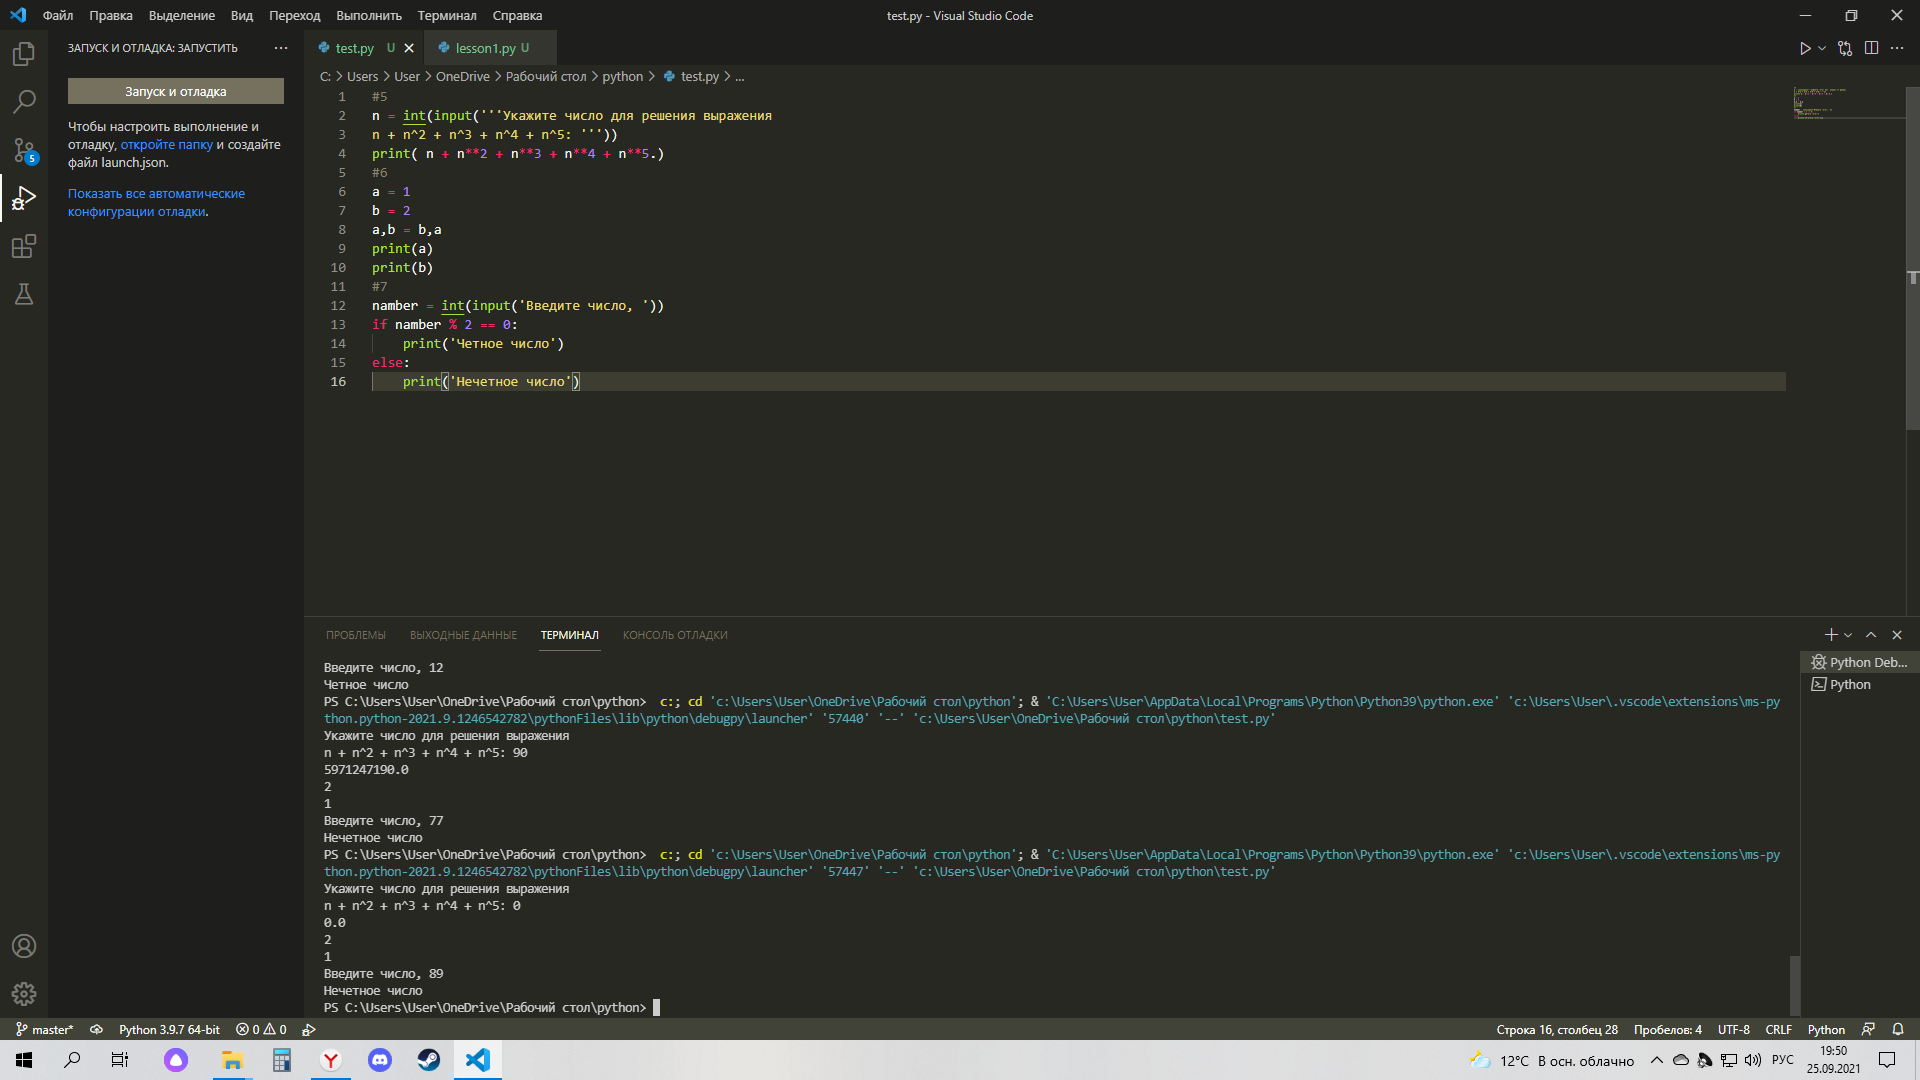 Файл Правка Выделение Вид Переход Выполнить Терминал Справка
test.py - Visual Studio Code
ЗАПУСК И ОТЛАДКА: ЗАПУСТИТЬ
Запуск и отладка
Чтобы настроить выполнение и
отладку, откройте папку и создайте
файл launch.json.
Показать все автоматические
конфигурации отладки.
5
test.py U
lesson1.py U
C: > Users > User > OneDrive > Рабочий стол > python > test.py > ...
1 #5
2 n = int(input('''Укажите число для решения выражения
3 n + n^2 + n^3 + n^4 + n^5: '''))
4 print( n + n**2 + n**3 + n**4 + n**5.)
5 #6
6 a = 1
7 b = 2
8 a,b = b,a
9 print(a)
10 print(b)
11 #7
12 namber = int(input('Введите число, '))
13 if namber % 2 == 0:
14 print('Четное число')
15 else:
16 print('Нечетное число')
ПРОБЛЕМЫ ВЫХОДНЫЕ ДАННЫЕ ТЕРМИНАЛ КОНСОЛЬ ОТЛАДКИ
Python Deb...
Python
Введите число, 12
Четное число
PS C:\Users\User\OneDrive\Рабочий стол\python>  c:; cd 'c:\Users\User\OneDrive\Рабочий стол\python'; & 'C:\Users\User\AppData\Local\Programs\Python\Python39\python.exe' 'c:\Users\User\.vscode\extensions\ms-py
thon.python-2021.9.1246542782\pythonFiles\lib\python\debugpy\launcher' '57440' '--' 'c:\Users\User\OneDrive\Рабочий стол\python\test.py'
Укажите число для решения выражения
n + n^2 + n^3 + n^4 + n^5: 90
5971247190.0
2
1
Введите число, 77
Нечетное число
PS C:\Users\User\OneDrive\Рабочий стол\python>  c:; cd 'c:\Users\User\OneDrive\Рабочий стол\python'; & 'C:\Users\User\AppData\Local\Programs\Python\Python39\python.exe' 'c:\Users\User\.vscode\extensions\ms-py
thon.python-2021.9.1246542782\pythonFiles\lib\python\debugpy\launcher' '57447' '--' 'c:\Users\User\OneDrive\Рабочий стол\python\test.py'
Укажите число для решения выражения
n + n^2 + n^3 + n^4 + n^5: 0
0.0
2
1
Введите число, 89
Нечетное число
PS C:\Users\User\OneDrive\Рабочий стол\python>
master* Python 3.9.7 64-bit 0 0
Строка 16, столбец 28 Пробелов: 4 UTF-8 CRLF Python
12°C В осн. облачно РУС
19:50
25.09.2021